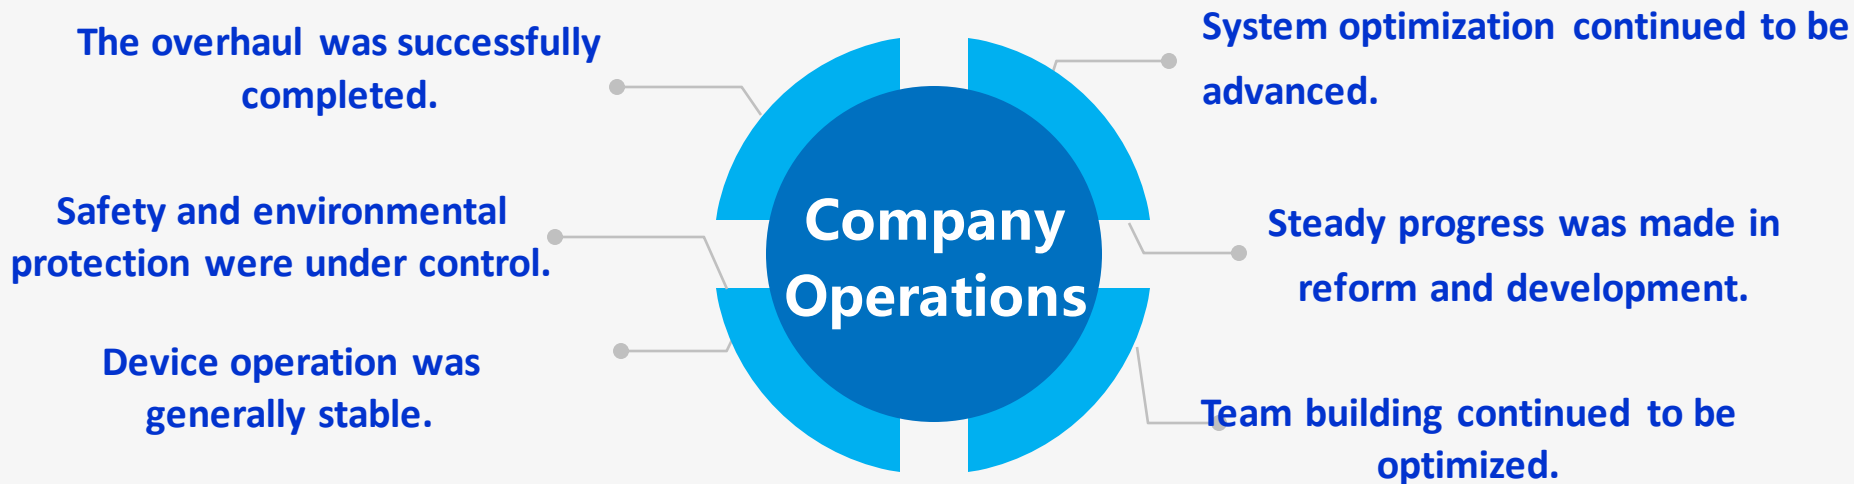 The overhaul was successfully
completed.
Safety and environmental
protection were under control.
Device operation was
generally stable.
Company
Operations
System optimization continued to be
advanced.
Steady progress was made in
reform and development.
Team building continued to be
optimized.